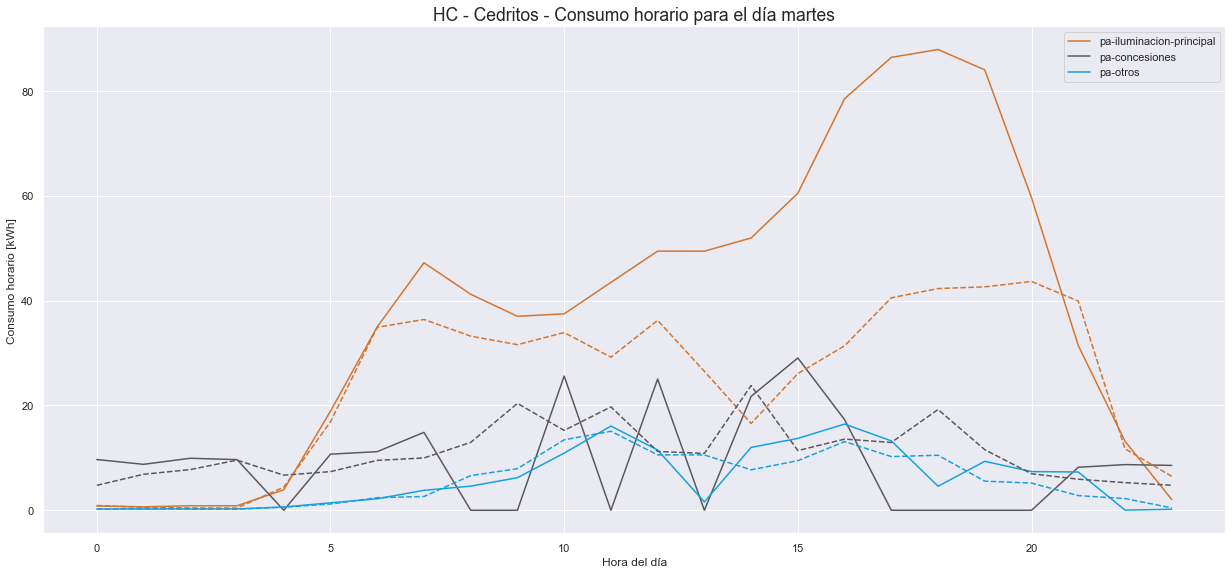 HC - Cedritos - Consumo horario para el día martes
pa-iluminacion-principal
pa-concesiones
pa-otros
Consumo horario [kWh]
80
60
40
20
0
0 5 10 15 20
Hora del día